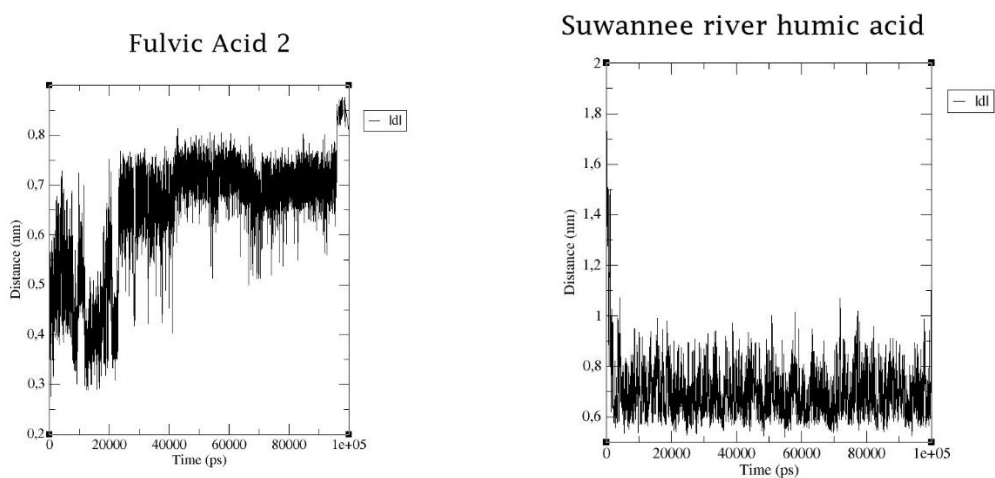 Fulvic Acid 2
Suwannee river humic acid
|d|
0,8
0,7
0,6
0,5
0,4
0,3
0,2
Distance (nm)
0
20000
40000
60000
80000
1e+05
Time (ps)
|d|
2
1,8
1,6
1,4
1,2
1
0,8
0,6
Distance (nm)
0
20000
40000
60000
80000
1e+05
Time (ps)